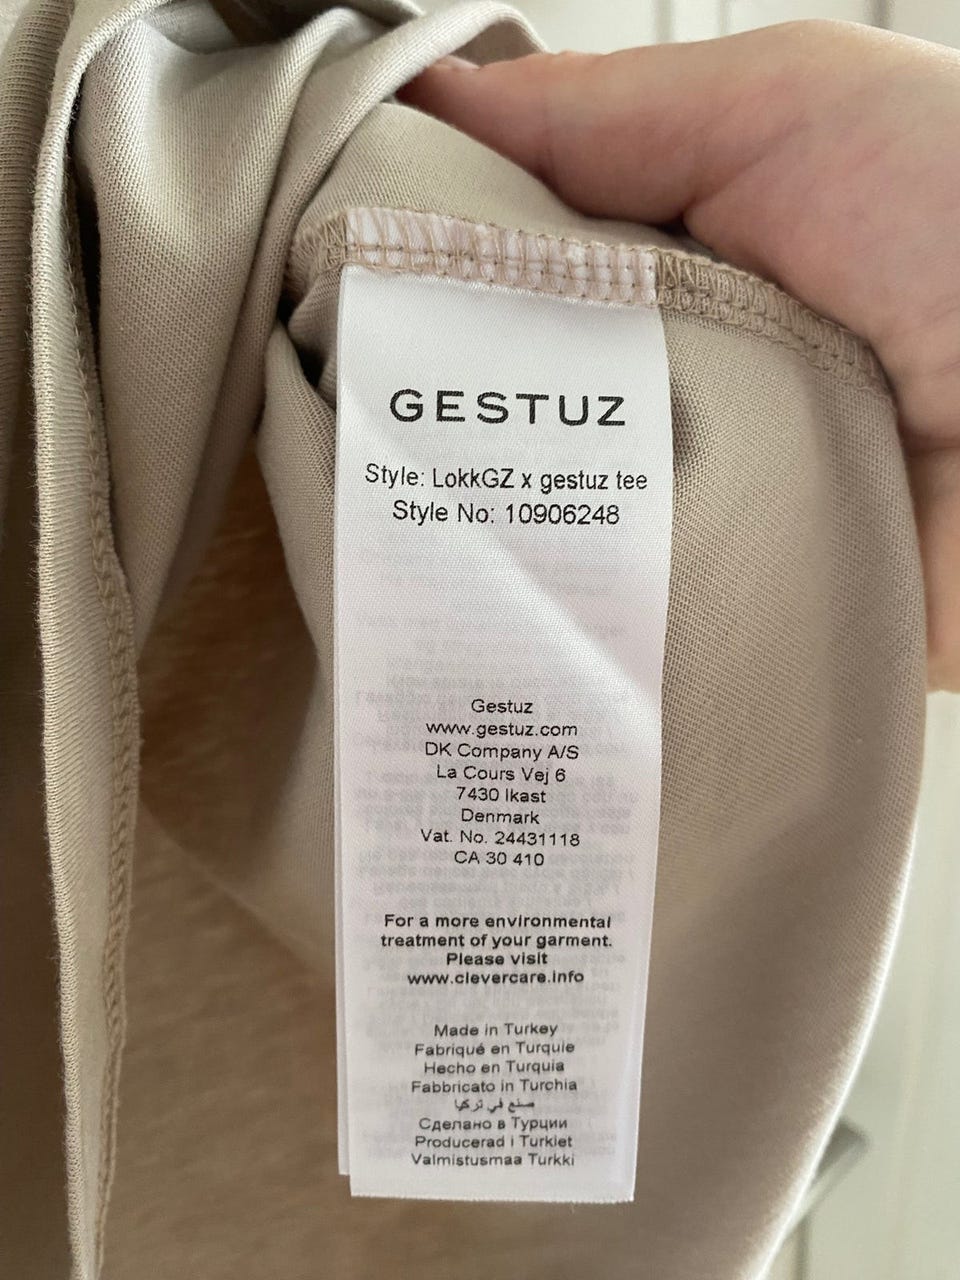 GESTUZ
Style: LokkGZ x gestuz tee
Style No: 10906248
Gestuz
www.gestuz.com
DK Company A/S
La Cours Vej 6
7430 Ikast
Denmark
Vat. No. 24431118
CA 30 410
For a more environmental
treatment of your garment.
Please visit
www.clevercare.info
Made in Turkey
Fabriqué en Turquie
Hecho en Turquia
Fabbricato in Turchia
صنع في تركيا
Сделано в Турции
Producerad i Turkiet
Valmistusmaa Turkki